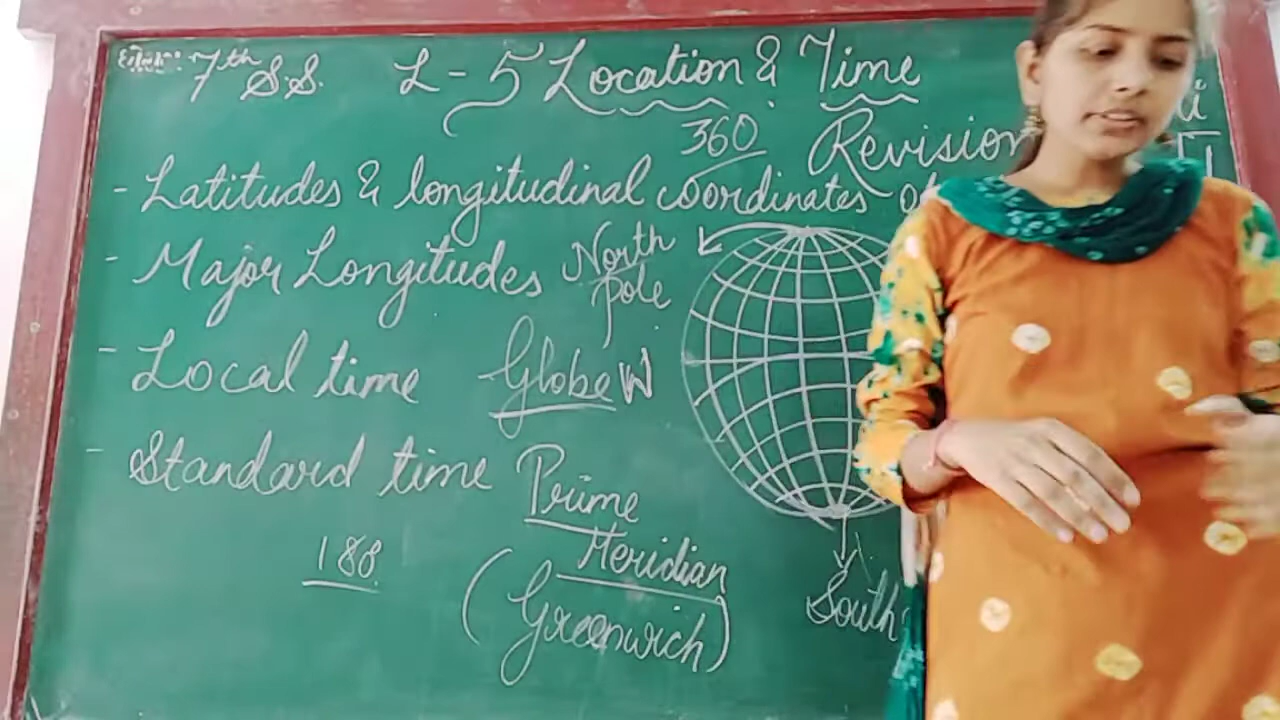 7th S.S. L-5 Location & Time
360 Revision
- Latitudes & longitudinal coordinates
- Major Longitudes North pole
- Local time - Globe W
- Standard time Prime Meridian
180
(Greenwich)
South